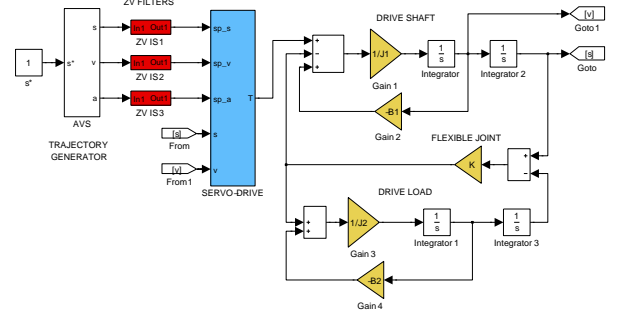 ZV FILTERS
DRIVE SHAFT
[v]
Goto1
s
In1 Out1
sp_s
ZV IS1
1
s*
s*
v
In1 Out1
sp_v
ZV IS2
T
+
−
+
1/J1
Gain 1
1
s
Integrator
1
s
Integrator 2
[s]
Goto
a
In1 Out1
sp_a
ZV IS3
AVS
-B1
Gain 2
TRAJECTORY
GENERATOR
[s]
From
s
FLEXIBLE JOINT
K
+
−
[v]
From1
v
SERVO-DRIVE
DRIVE LOAD
+
+
1/J2
Gain 3
1
s
Integrator 1
1
s
Integrator 3
-B2
Gain 4